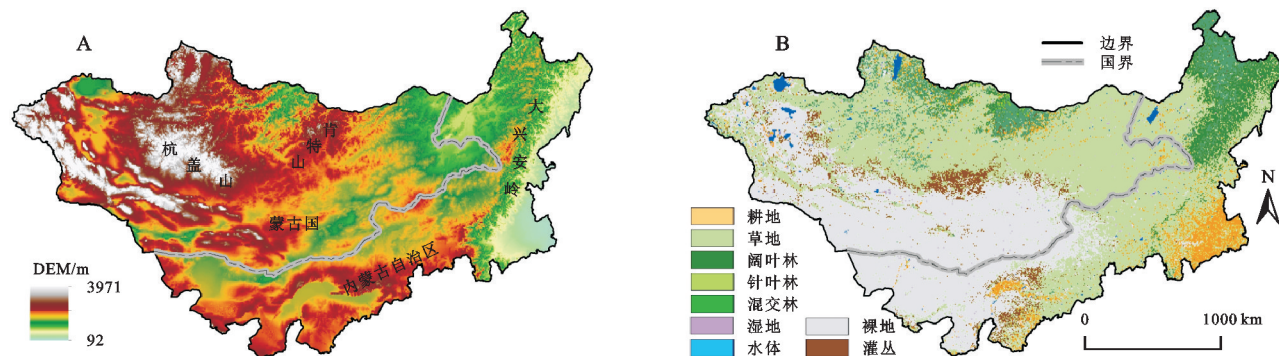 A
杭盖山
肯特山
大兴安岭
蒙古国
内蒙古自治区
DEM/m
3971
92
B
边界
国界
N
耕地
草地
阔叶林
针叶林
混交林
湿地
裸地
水体
灌丛
0
1000 km